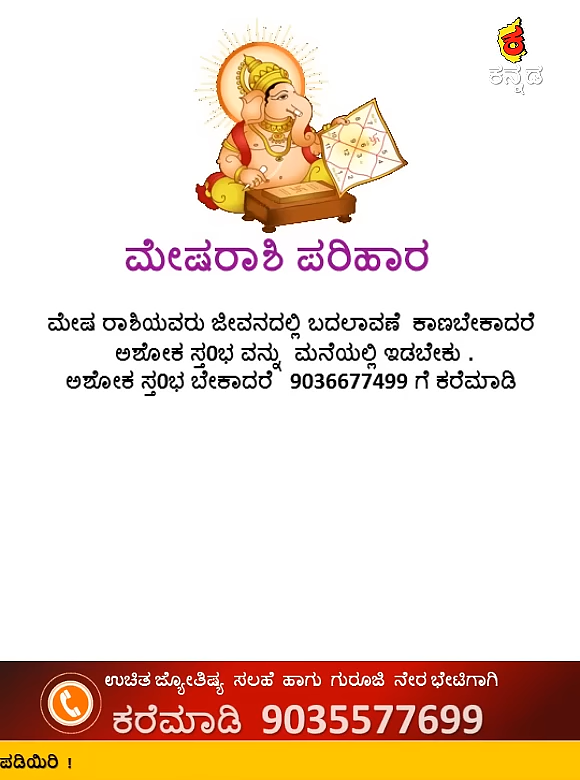 ಕ
ಕನ್ನಡ
ಮೇಷರಾಶಿ ಪರಿಹಾರ
ಮೇಷ ರಾಶಿಯವರು ಜೀವನದಲ್ಲಿ ಬದಲಾವಣೆ ಕಾಣಬೇಕಾದರೆ
ಅಶೋಕ ಸ್ತ0ಭ ವನ್ನು ಮನೆಯಲ್ಲಿ ಇಡಬೇಕು .
ಅಶೋಕ ಸ್ತ0ಭ ಬೇಕಾದರೆ 9036677499 ಗೆ ಕರೆಮಾಡಿ
ಉಚಿತ ಜ್ಯೋತಿಷ್ಯ ಸಲಹೆ ಹಾಗು ಗುರೂಜಿ ನೇರ ಭೇಟಿಗಾಗಿ
ಕರೆಮಾಡಿ 9035577699
ಪಡಿಯಿರಿ !